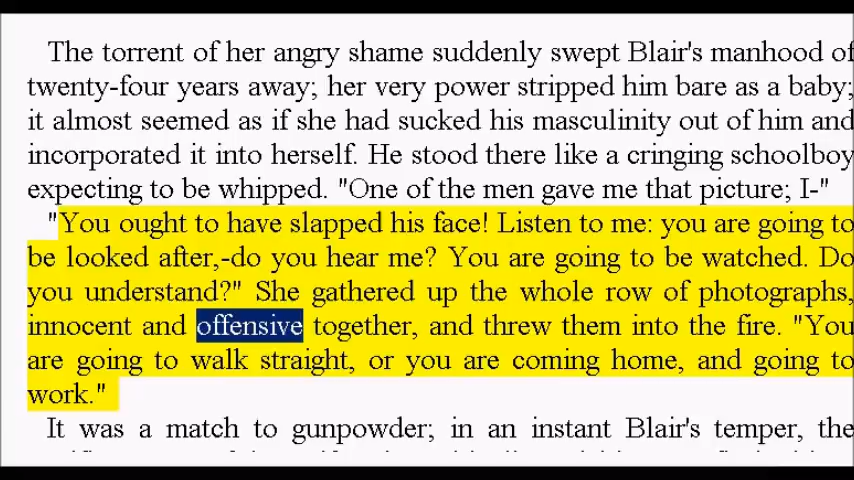 The torrent of her angry shame suddenly swept Blair's manhood of
twenty-four years away; her very power stripped him bare as a baby;
it almost seemed as if she had sucked his masculinity out of him and
incorporated it into herself. He stood there like a cringing schoolboy
expecting to be whipped. "One of the men gave me that picture; I-"
"You ought to have slapped his face! Listen to me: you are going to
be looked after,-do you hear me? You are going to be watched. Do
you understand?" She gathered up the whole row of photographs,
innocent and offensive together, and threw them into the fire. "You
are going to walk straight, or you are coming home, and going to
work."
It was a match to gunpowder; in an instant Blair's temper, the